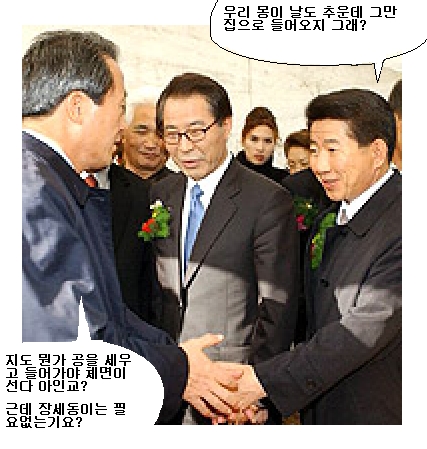 우리 몽이 날도 추운데 그만
집으로 들어오지 그래?
지도 뭔가 공을 세우
고 들어가야 체면이
선다 아인교?
근데 장세동이는 필
요없는기요?